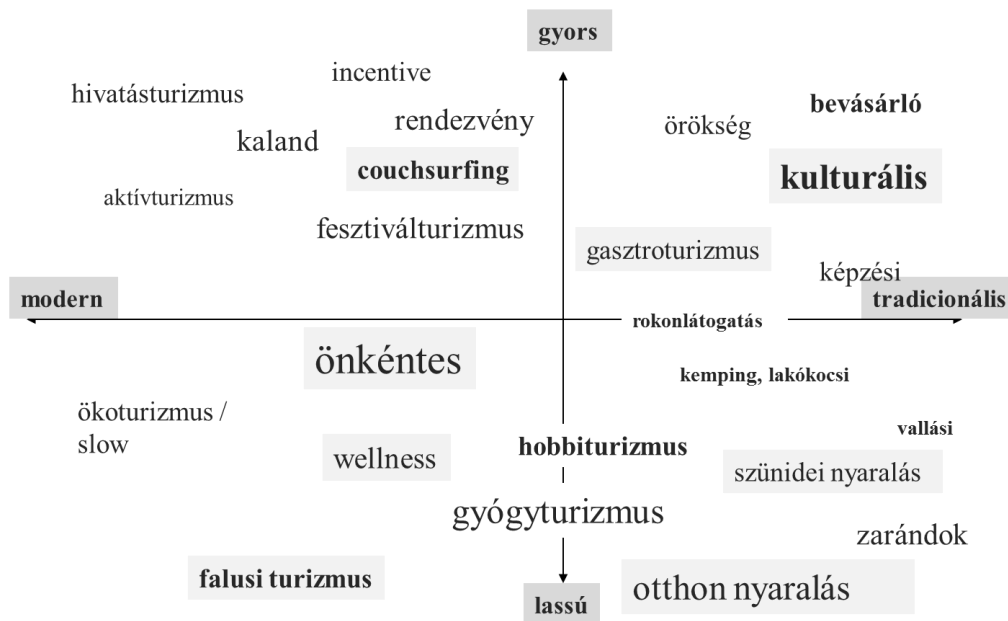 gyors
incentive
hivatásturizmus
bevásárló
rendezvény
örökség
kaland
couchsurfing
kulturális
aktívturizmus
fesztiválturizmus
gasztroturizmus
képzési
modern
tradicionális
rokonlátogatás
önkéntes
kemping, lakókocsi
ökoturizmus /
slow
vallási
hobbiturizmus
wellness
szünidei nyaralás
gyógyturizmus
zarándok
falusi turizmus
otthon nyaralás
lassú